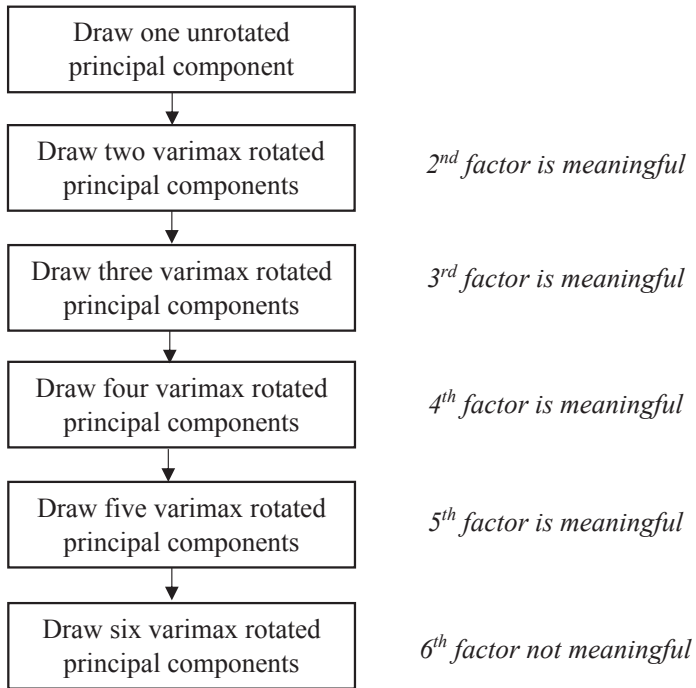 Draw one unrotated
principal component
Draw two varimax rotated
principal components
2nd factor is meaningful
Draw three varimax rotated
principal components
3rd factor is meaningful
Draw four varimax rotated
principal components
4th factor is meaningful
Draw five varimax rotated
principal components
5th factor is meaningful
Draw six varimax rotated
principal components
6th factor not meaningful